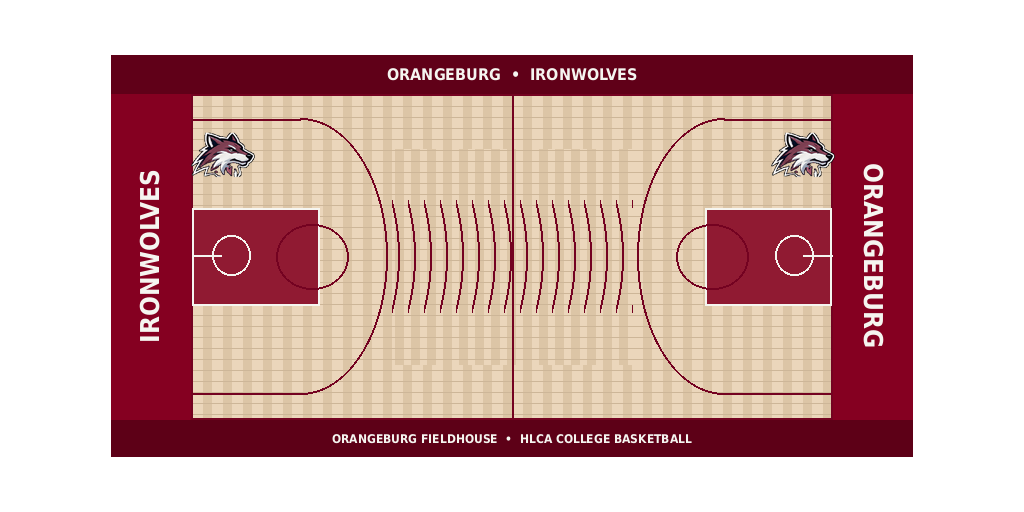 ORANGEBURG • IRONWOLVES
IRONWOLVES
ORANGEBURG
ORANGEBURG FIELDHOUSE • HLCA COLLEGE BASKETBALL